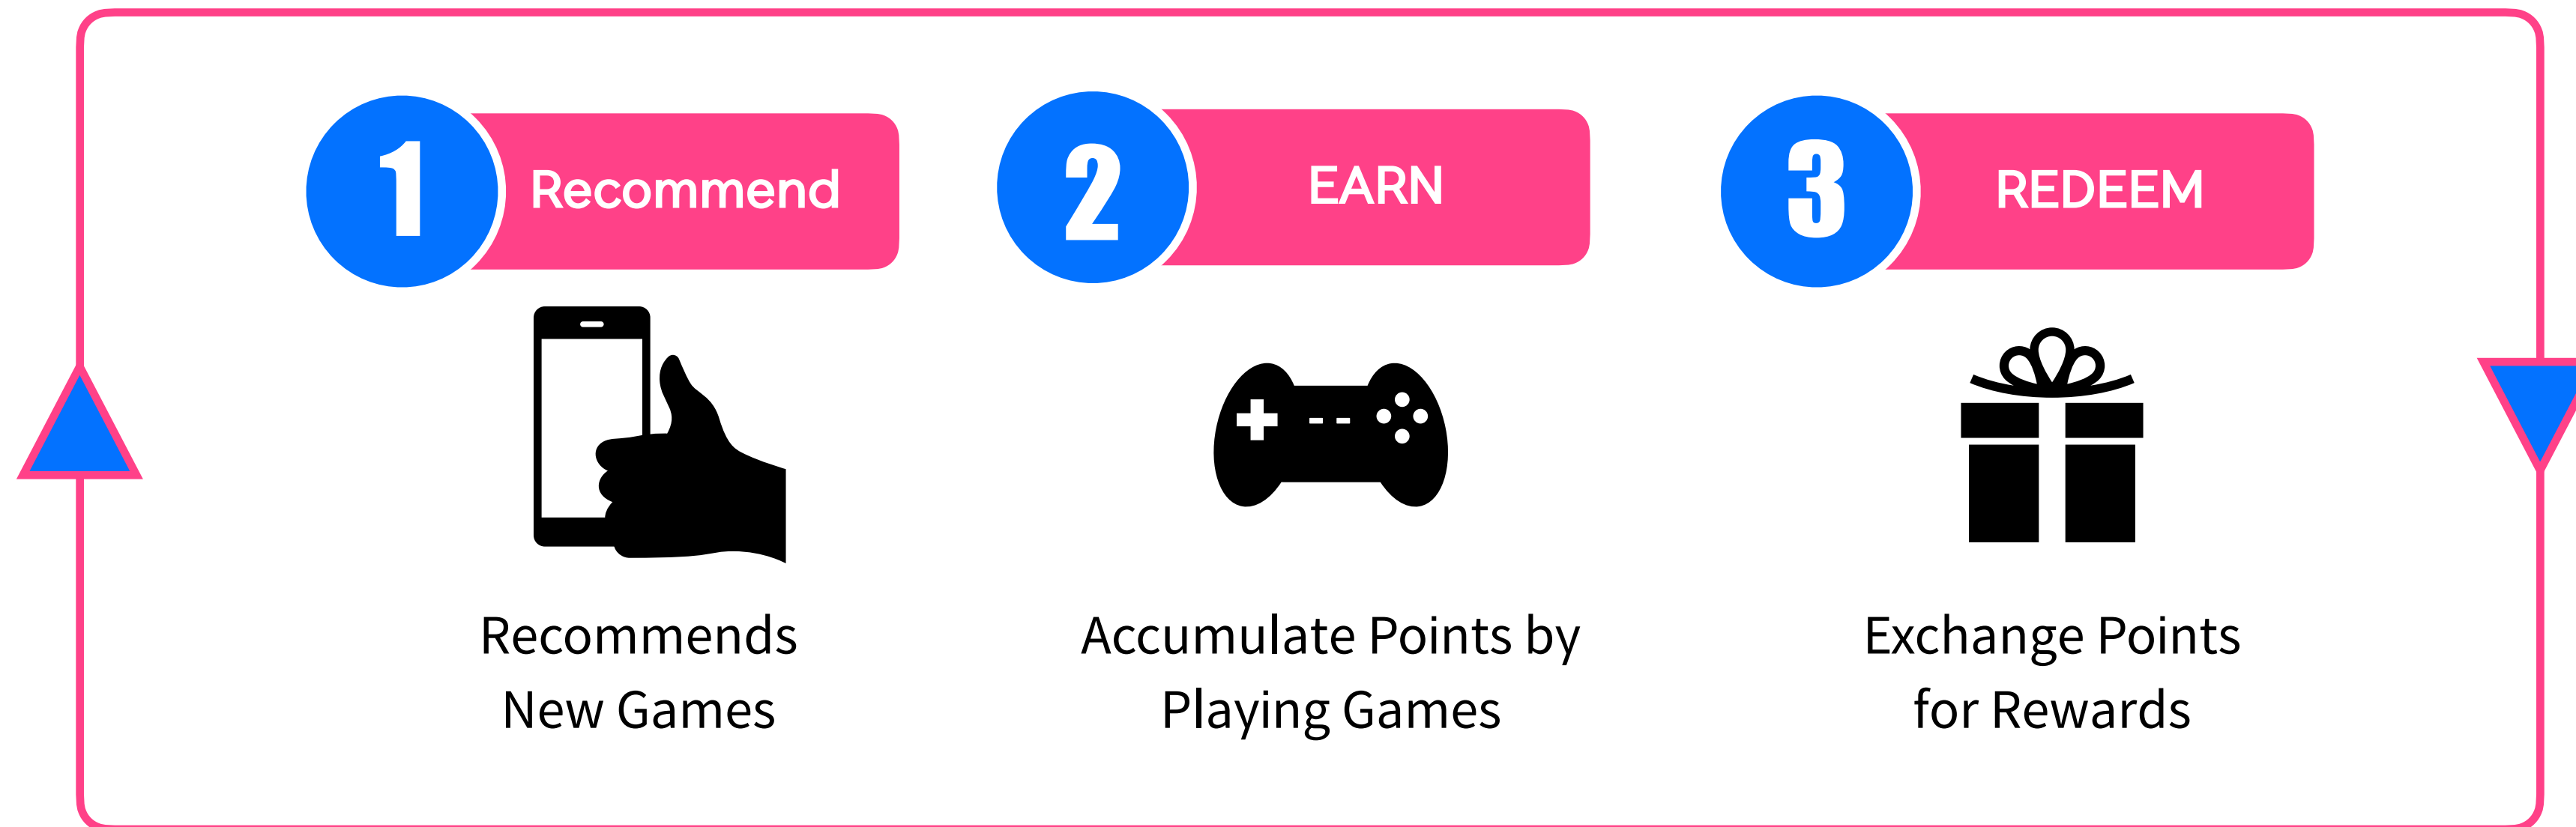 1
Recommend
2
EARN
3
REDEEM
Recommends
New Games
Accumulate Points by
Playing Games
Exchange Points
for Rewards